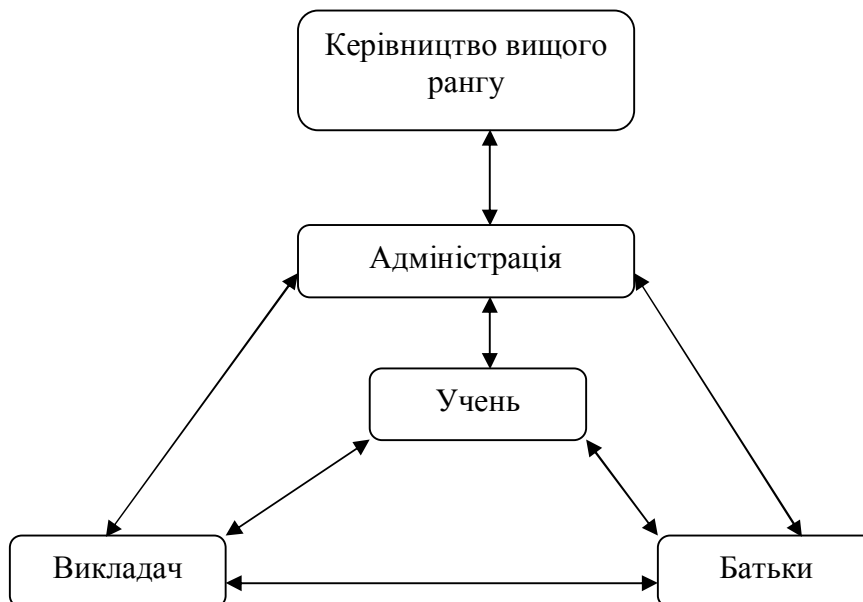 Керівництво вищого
рангу
Адміністрація
Учень
Викладач
Батьки